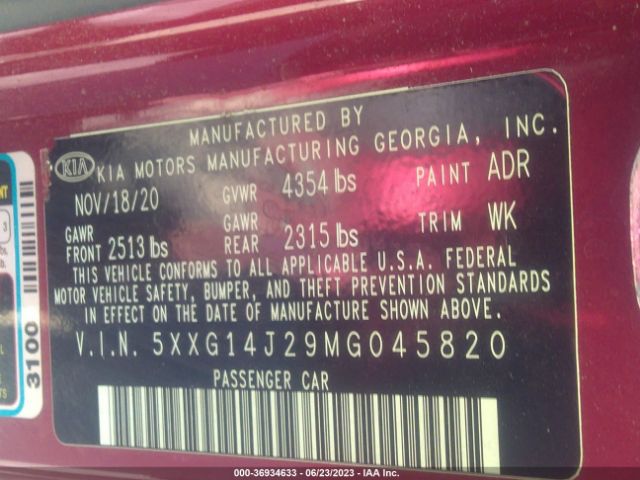 MANUFACTURED BY
KIA KIA MOTORS MANUFACTURING GEORGIA, INC.
NOV/18/20 GVWR 4354 lbs PAINT ADR
GAWR FRONT 2513 lbs GAWR REAR 2315 lbs TRIM WK
THIS VEHICLE CONFORMS TO ALL APPLICABLE U.S.A. FEDERAL
MOTOR VEHICLE SAFETY, BUMPER, AND THEFT PREVENTION STANDARDS
IN EFFECT ON THE DATE OF MANUFACTURE SHOWN ABOVE.
V.I.N. 5XXG14J29MG045820
PASSENGER CAR
3100
000-36934633 - 06/23/2023 - IAA Inc.